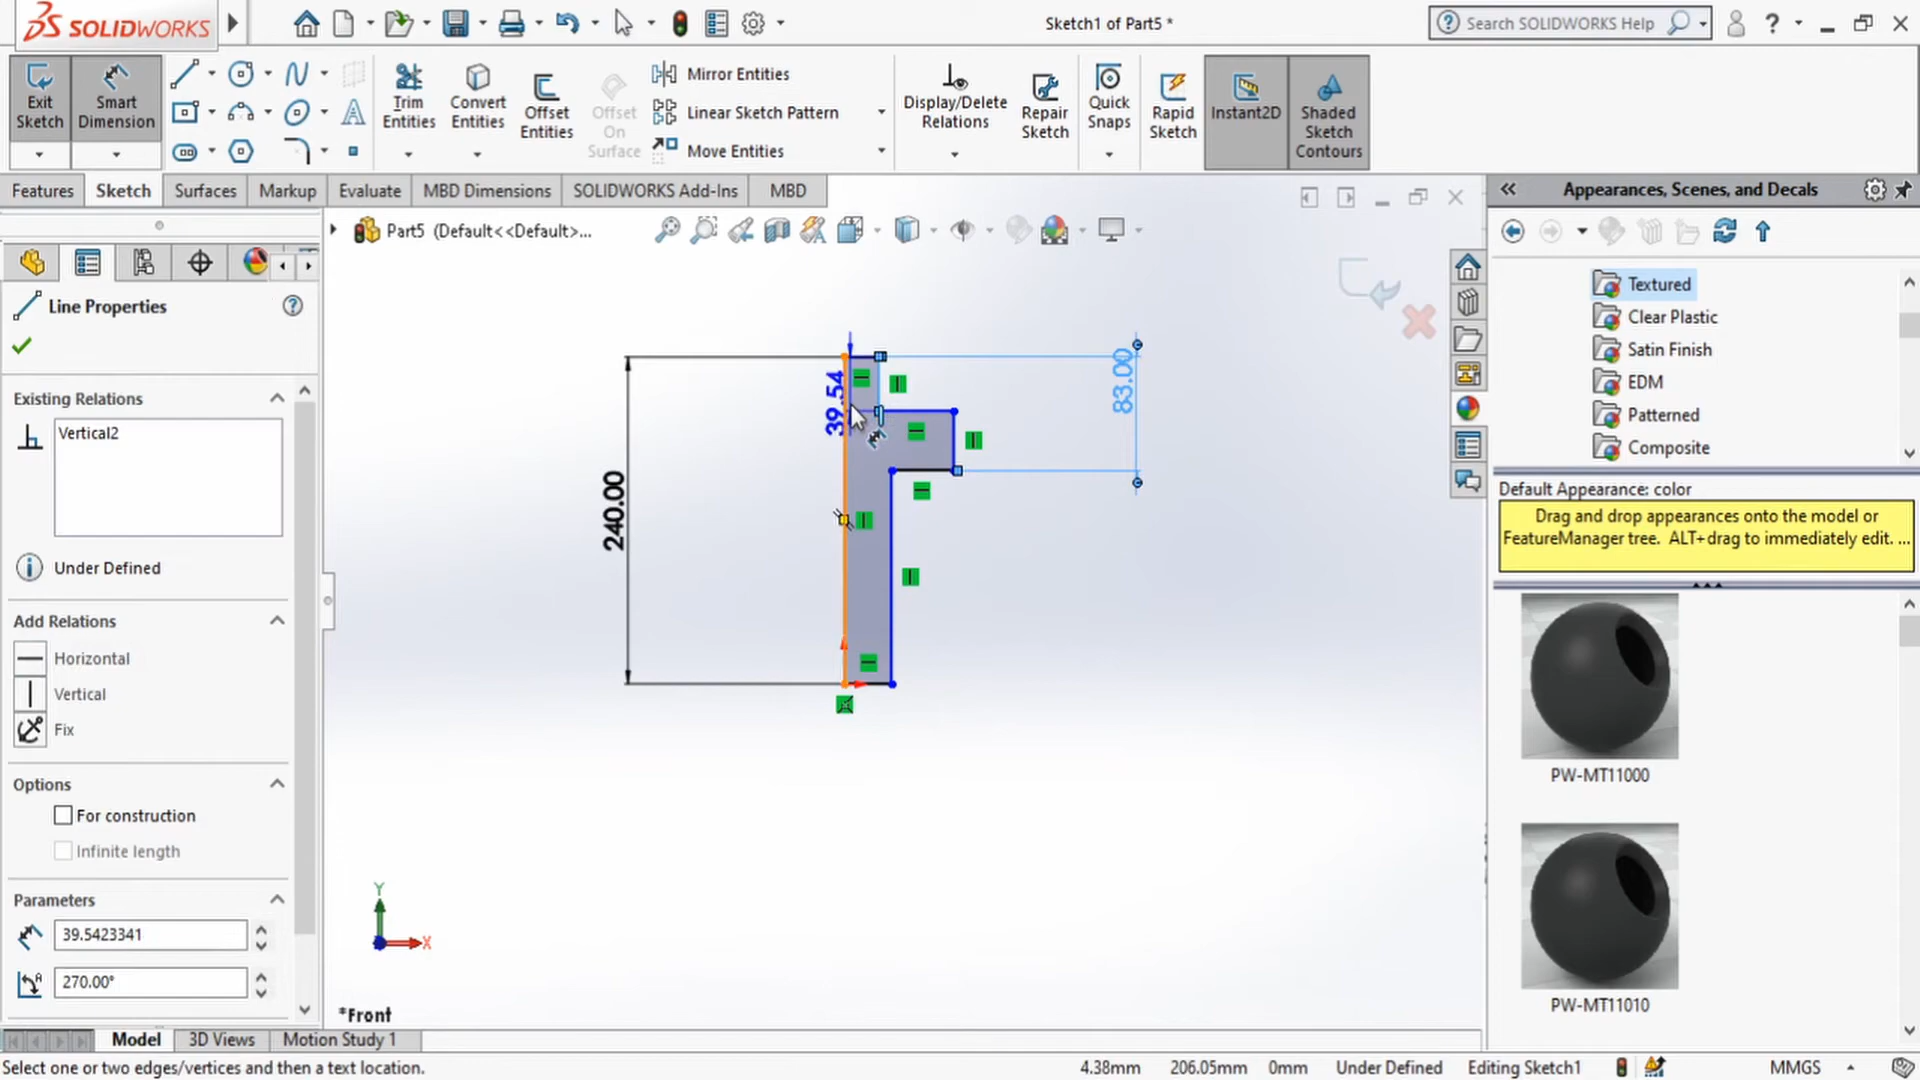 SOLIDWORKS
Sketch1 of Part5 *
Search SOLIDWORKS Help
Exit Sketch
Smart Dimension
Trim Entities
Convert Entities
Offset Entities
Offset On Surface
Mirror Entities
Linear Sketch Pattern
Move Entities
Display/Delete Relations
Repair Sketch
Quick Snaps
Rapid Sketch
Instant2D
Shaded Sketch Contours
Features
Sketch
Surfaces
Markup
Evaluate
MBD Dimensions
SOLIDWORKS Add-Ins
MBD
Part5 (Default<<Default>...
Line Properties
Existing Relations
Vertical2
Under Defined
Add Relations
Horizontal
Vertical
Fix
Options
For construction
Infinite length
Parameters
39.5423341
270.00°
240.00
39.54
83.00
Y
X
*Front
Appearances, Scenes, and Decals
Textured
Clear Plastic
Satin Finish
EDM
Patterned
Composite
Default Appearance: color
Drag and drop appearances onto the model or
FeatureManager tree. ALT+drag to immediately edit. ...
PW-MT11000
PW-MT11010
Model
3D Views
Motion Study 1
Select one or two edges/vertices and then a text location.
4.38mm
206.05mm
0mm
Under Defined
Editing Sketch1
MMGS